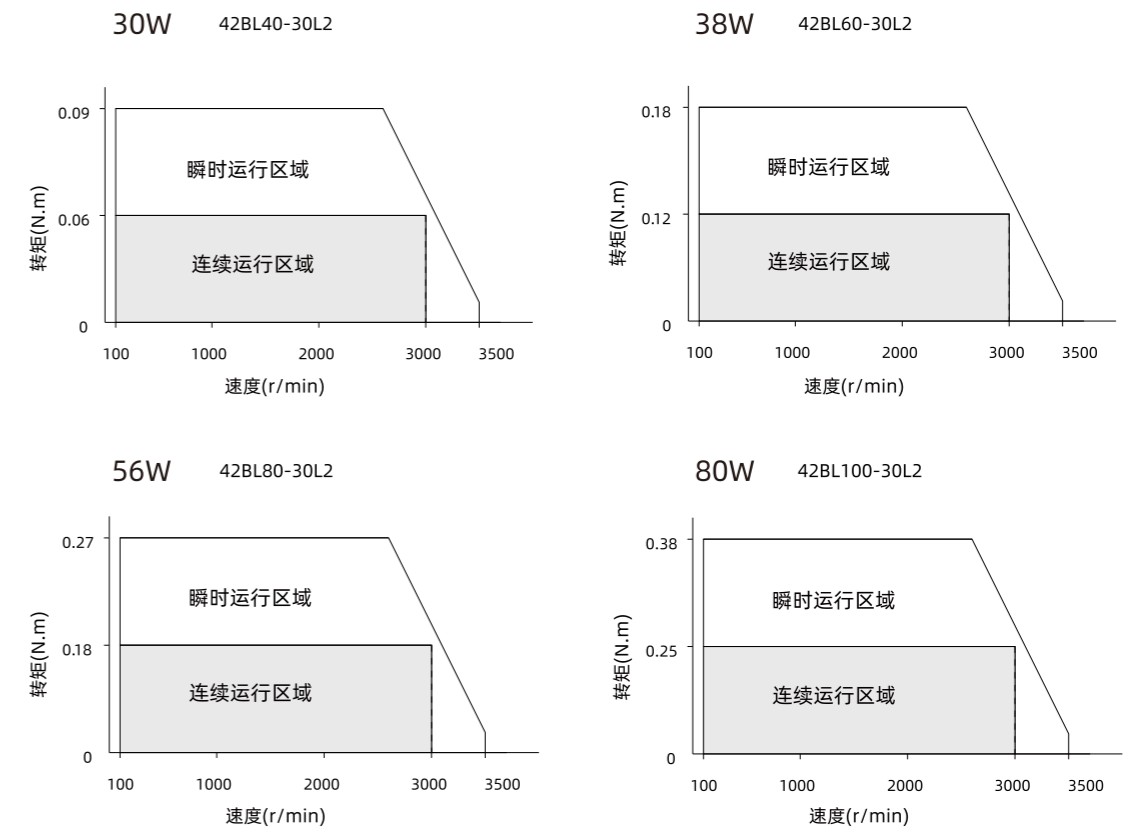 30W 42BL40-30L2
0.09
瞬时运行区域
0.06
转矩(N.m)
连续运行区域
0
100 1000 2000 3000 3500
速度(r/min)
38W 42BL60-30L2
0.18
瞬时运行区域
0.12
转矩(N.m)
连续运行区域
0
100 1000 2000 3000 3500
速度(r/min)
56W 42BL80-30L2
0.27
瞬时运行区域
0.18
转矩(N.m)
连续运行区域
0
100 1000 2000 3000 3500
速度(r/min)
80W 42BL100-30L2
0.38
瞬时运行区域
0.25
转矩(N.m)
连续运行区域
0
100 1000 2000 3000 3500
速度(r/min)